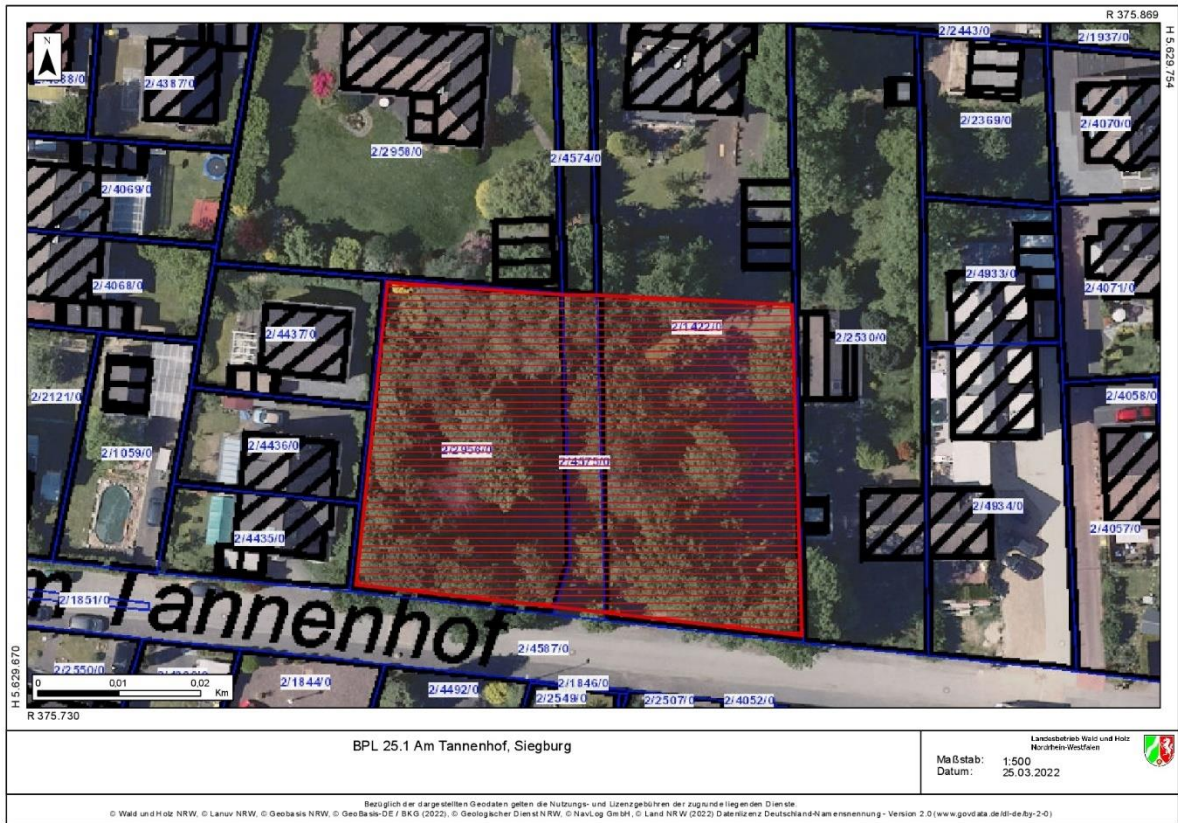 R 375.869
H 5.629.754
N
2/4387/0
2/2443/0
2/1937/0
2/2958/0
2/4574/0
2/2369/0
2/4070/0
2/4069/0
2/4068/0
2/4933/0
2/4071/0
2/4437/0
2/1422/0
2/2530/0
2/2121/0
2/4058/0
2/1059/0
2/4436/0
2/2958/0
2/4934/0
2/4435/0
2/4057/0
2/1851/0
m Tannenhof
2/4587/0
2/2550/0
2/1844/0
2/4492/0
2/1846/0
2/2549/0
2/2507/0
2/4052/0
0 0,01 0,02
Km
H 5.629.670
R 375.730
BPL 25.1 Am Tannenhof, Siegburg
Landesbetrieb Wald und Holz
Nordrhein-Westfalen
Maßstab: 1:500
Datum: 25.03.2022
Bezüglich der dargestellten Geodaten gelten die Nutzungs- und Lizenzgebühren der zugrunde liegenden Dienste.
© Wald und Holz NRW, © Lanuv NRW, © Geobasis NRW, © GeoBasis-DE / BKG (2022), © Geologischer Dienst NRW, © NavLog GmbH, © Land NRW (2022) Datenlizenz Deutschland-Namensnennung - Version 2.0 (www.govdata.de/dl-de/by-2-0)